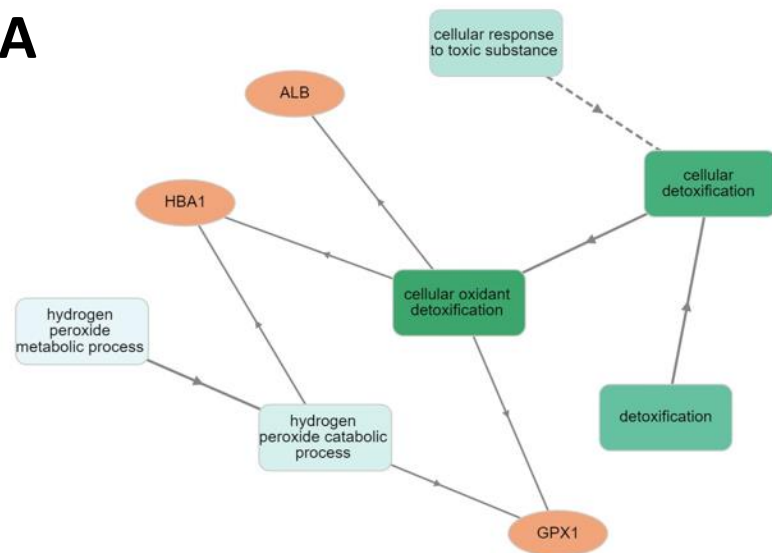 A
cellular response
to toxic substance
ALB
cellular
detoxification
HBA1
cellular oxidant
detoxification
hydrogen
peroxide
metabolic process
detoxification
hydrogen
peroxide catabolic
process
GPX1